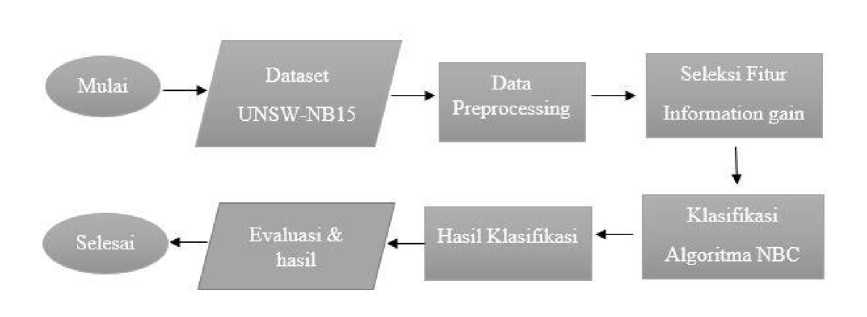 Mulai
Dataset
UNSW-NB15
Data
Preprocessing
Seleksi Fitur
Information gain
Klasifikasi
Algoritma NBC
Hasil Klasifikasi
Evaluasi &
hasil
Selesai